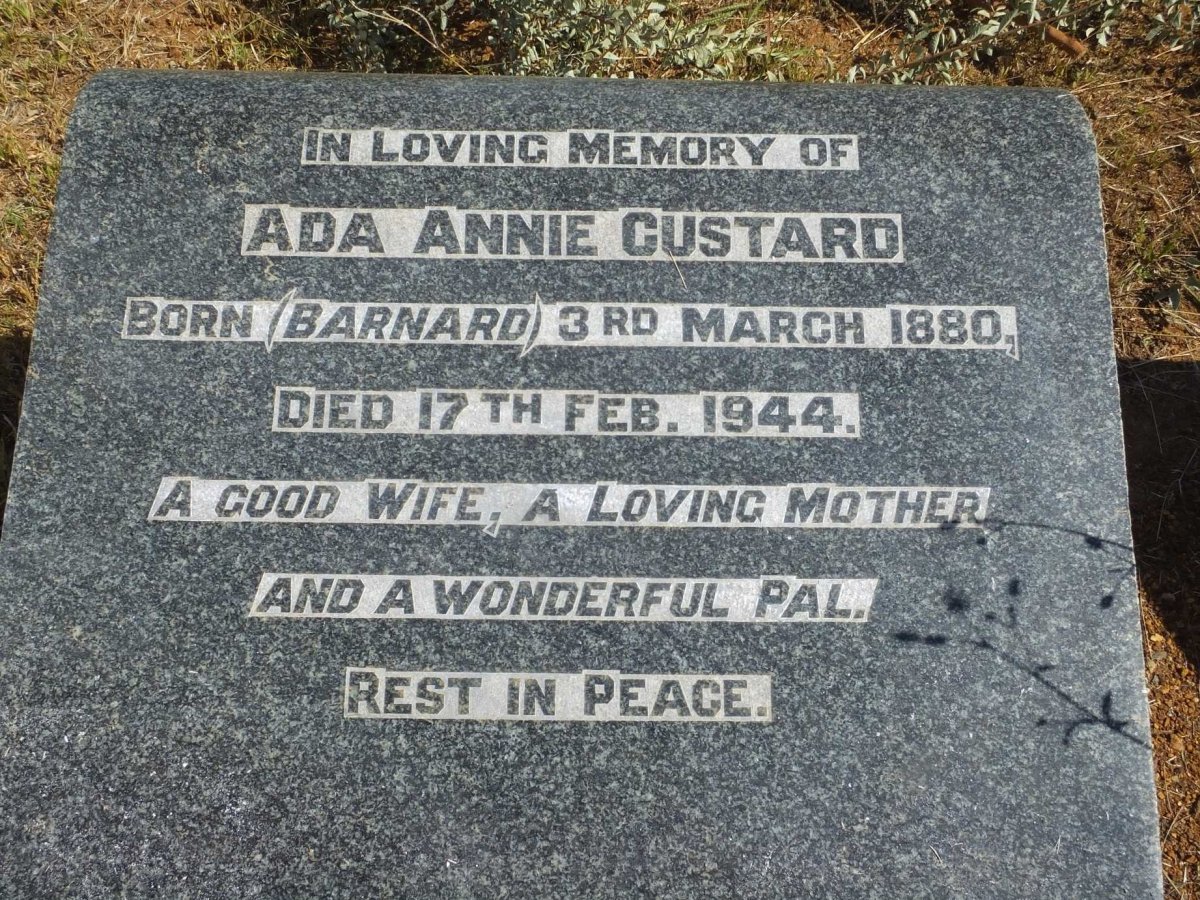 In Loving Memory of
Ada Annie Custard
Born (Barnard) 3rd March 1880,
Died 17th Feb. 1944.
A good Wife, a Loving Mother
and a wonderful Pal.
Rest in Peace.